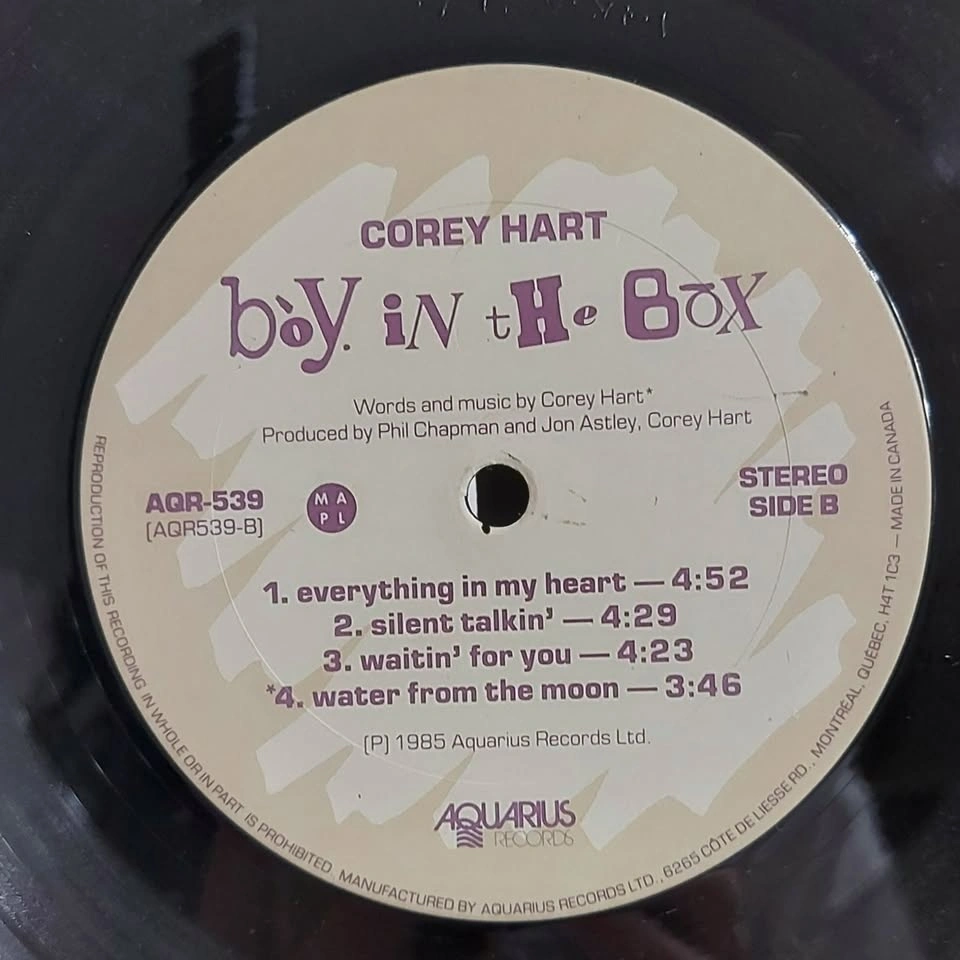 COREY HART
bòy. iN tHe BōX
Words and music by Corey Hart*
Produced by Phil Chapman and Jon Astley, Corey Hart
AQR-539
[AQR539-B]
M A
P L
STEREO
SIDE B
1. everything in my heart — 4:52
2. silent talkin' — 4:29
3. waitin' for you — 4:23
*4. water from the moon — 3:46
[P] 1985 Aquarius Records Ltd.
AQUARIUS
RECORDS
REPRODUCTION OF THIS RECORDING IN WHOLE OR IN PART IS PROHIBITED. MANUFACTURED BY AQUARIUS RECORDS LTD., 6265 CÔTE DE LIESSE RD., MONTRÉAL, QUÉBEC, H4T 1C3 — MADE IN CANADA